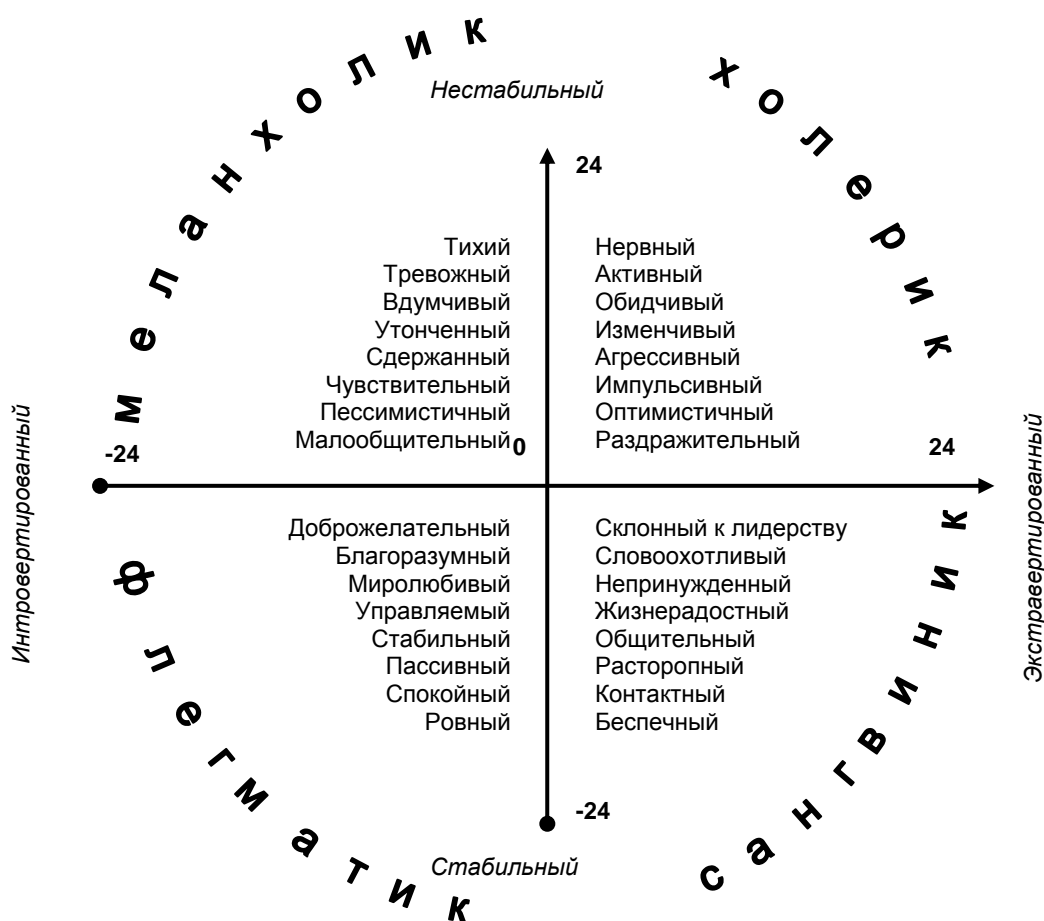 меланхолик
холерик
Нестабильный
24
Тихий
Тревожный
Вдумчивый
Утонченный
Сдержанный
Чувствительный
Пессимистичный
Малообщительный
Нервный
Активный
Обидчивый
Изменчивый
Агрессивный
Импульсивный
Оптимистичный
Раздражительный
-24
0
24
Интровертированный
Экстравертированный
Доброжелательный
Благоразумный
Миролюбивый
Управляемый
Стабильный
Пассивный
Спокойный
Ровный
Склонный к лидерству
Словоохотливый
Непринужденный
Жизнерадостный
Общительный
Расторопный
Контактный
Беспечный
-24
Стабильный
флегматик
сангвиник